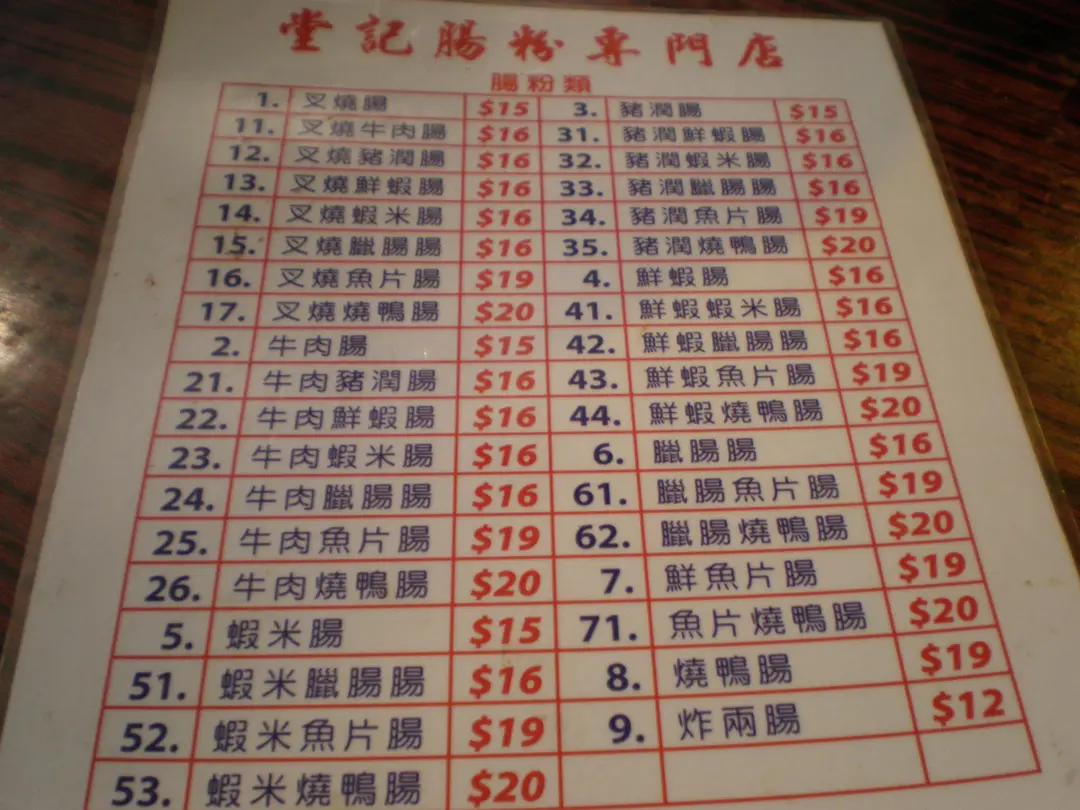 堂記腸粉專門店
腸粉類
1. 叉燒腸 $15 3. 豬潤腸 $15
11. 叉燒牛肉腸 $16 31. 豬潤鮮蝦腸 $16
12. 叉燒豬潤腸 $16 32. 豬潤蝦米腸 $16
13. 叉燒鮮蝦腸 $16 33. 豬潤臘腸腸 $16
14. 叉燒蝦米腸 $16 34. 豬潤魚片腸 $19
15. 叉燒臘腸腸 $16 35. 豬潤燒鴨腸 $20
16. 叉燒魚片腸 $19 4. 鮮蝦腸 $16
17. 叉燒燒鴨腸 $20 41. 鮮蝦蝦米腸 $16
2. 牛肉腸 $15 42. 鮮蝦臘腸腸 $16
21. 牛肉豬潤腸 $16 43. 鮮蝦魚片腸 $19
22. 牛肉鮮蝦腸 $16 44. 鮮蝦燒鴨腸 $20
23. 牛肉蝦米腸 $16 6. 臘腸腸 $16
24. 牛肉臘腸腸 $16 61. 臘腸魚片腸 $19
25. 牛肉魚片腸 $19 62. 臘腸燒鴨腸 $20
26. 牛肉燒鴨腸 $20 7. 鮮魚片腸 $19
5. 蝦米腸 $15 71. 魚片燒鴨腸 $20
51. 蝦米臘腸腸 $16 8. 燒鴨腸 $19
52. 蝦米魚片腸 $19 9. 炸兩腸 $12
53. 蝦米燒鴨腸 $20